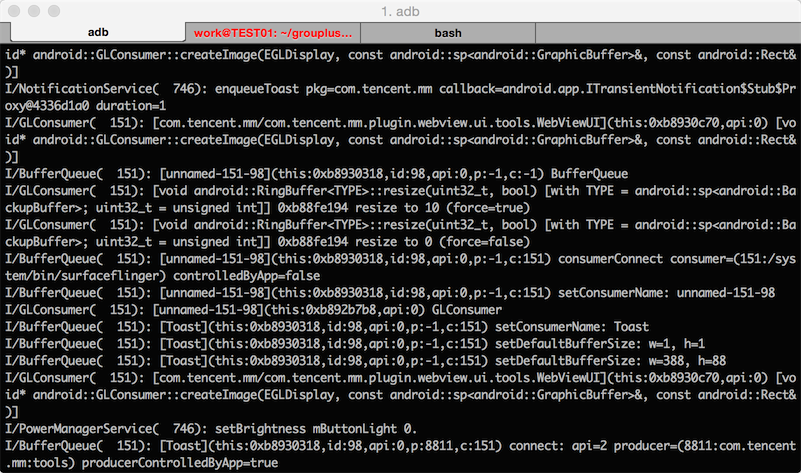 1. adb
adb
work@TEST01: ~/grouplus...
bash
id* android::GLConsumer::createImage(EGLDisplay, const android::sp<android::GraphicBuffer>&, const android::Rect&
)]
I/NotificationService(  746): enqueueToast pkg=com.tencent.mm callback=android.app.ITransientNotification$Stub$Pr
oxy@4336d1a0 duration=1
I/GLConsumer(  151): [com.tencent.mm/com.tencent.mm.plugin.webview.ui.tools.WebViewUI](this:0xb8930c70,api:0) [vo
id* android::GLConsumer::createImage(EGLDisplay, const android::sp<android::GraphicBuffer>&, const android::Rect&
)]
I/BufferQueue(  151): [unnamed-151-98](this:0xb8930318,id:98,api:0,p:-1,c:-1) BufferQueue
I/GLConsumer(  151): [void android::RingBuffer<TYPE>::resize(uint32_t, bool) [with TYPE = android::sp<android::Ba
ckupBuffer>; uint32_t = unsigned int]] 0xb88fe194 resize to 10 (force=true)
I/GLConsumer(  151): [void android::RingBuffer<TYPE>::resize(uint32_t, bool) [with TYPE = android::sp<android::Ba
ckupBuffer>; uint32_t = unsigned int]] 0xb88fe194 resize to 0 (force=false)
I/BufferQueue(  151): [unnamed-151-98](this:0xb8930318,id:98,api:0,p:-1,c:151) consumerConnect consumer=(151:/sys
tem/bin/surfaceflinger) controlledByApp=false
I/BufferQueue(  151): [unnamed-151-98](this:0xb8930318,id:98,api:0,p:-1,c:151) setConsumerName: unnamed-151-98
I/GLConsumer(  151): [unnamed-151-98](this:0xb892b7b8,api:0) GLConsumer
I/BufferQueue(  151): [Toast](this:0xb8930318,id:98,api:0,p:-1,c:151) setConsumerName: Toast
I/BufferQueue(  151): [Toast](this:0xb8930318,id:98,api:0,p:-1,c:151) setDefaultBufferSize: w=1, h=1
I/BufferQueue(  151): [Toast](this:0xb8930318,id:98,api:0,p:-1,c:151) setDefaultBufferSize: w=388, h=88
I/GLConsumer(  151): [com.tencent.mm/com.tencent.mm.plugin.webview.ui.tools.WebViewUI](this:0xb8930c70,api:0) [vo
id* android::GLConsumer::createImage(EGLDisplay, const android::sp<android::GraphicBuffer>&, const android::Rect&
)]
I/PowerManagerService(  746): setBrightness mButtonLight 0.
I/BufferQueue(  151): [Toast](this:0xb8930318,id:98,api:0,p:8811,c:151) connect: api=2 producer=(8811:com.tencent
.mm:tools) producerControlledByApp=true